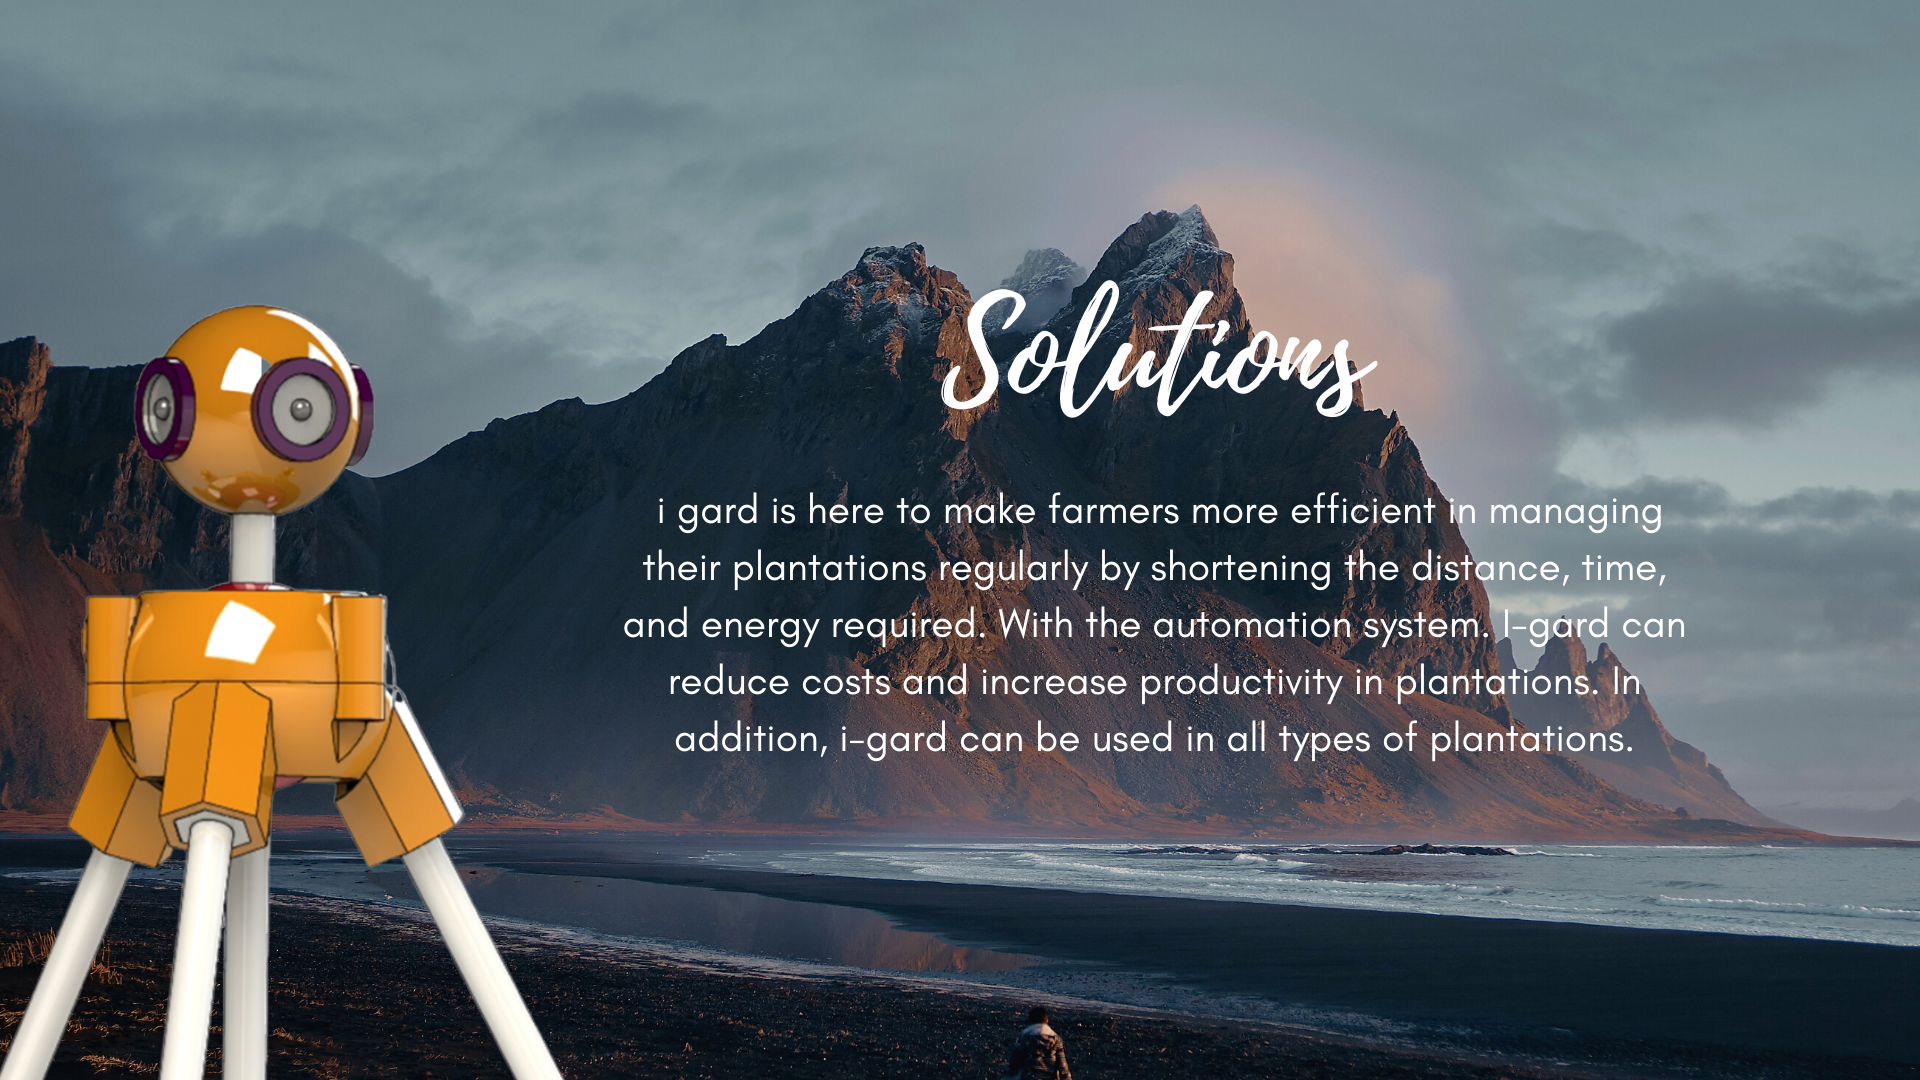 Solutions
i gard is here to make farmers more efficient in managing
their plantations regularly by shortening the distance, time,
and energy required. With the automation system. I-gard can
reduce costs and increase productivity in plantations. In
addition, i-gard can be used in all types of plantations.